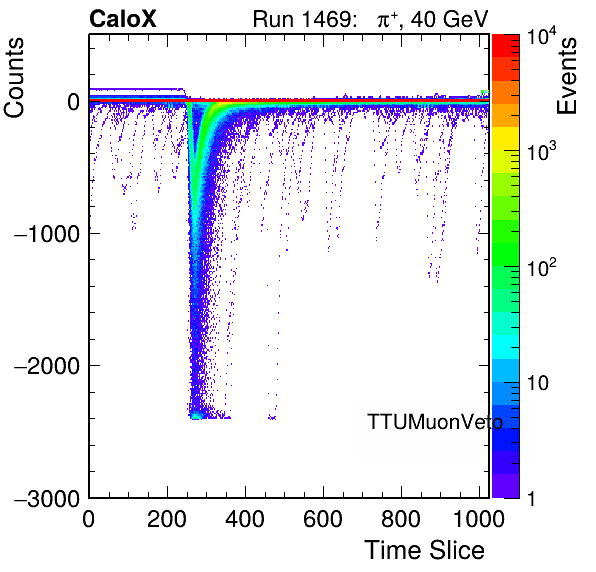 CaloX Run 1469: π⁺, 40 GeV
Counts
Events
0
−1000
−2000
−3000
0 200 400 600 800 1000
Time Slice
TTUMuonVeto
10⁴
10³
10²
10
1